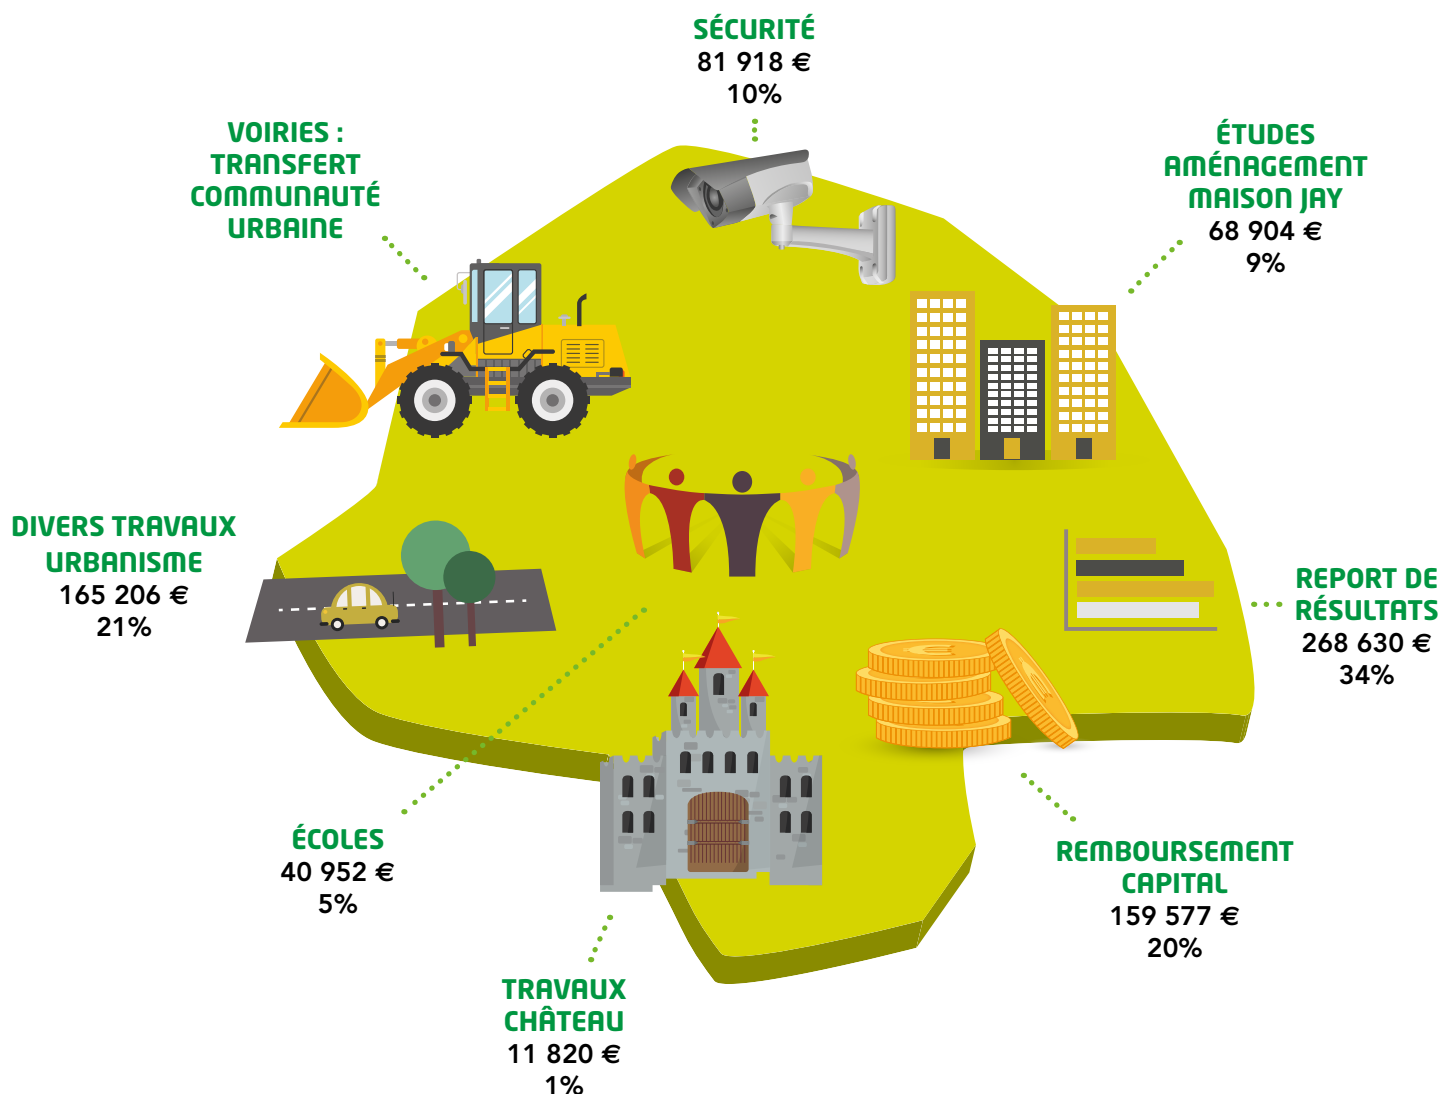 SÉCURITÉ
81 918 €
10%
VOIRIES :
TRANSFERT
COMMUNAUTÉ
URBAINE
ÉTUDES
AMÉNAGEMENT
MAISON JAY
68 904 €
9%
DIVERS TRAVAUX
URBANISME
165 206 €
21%
REPORT DE
RÉSULTATS
268 630 €
34%
ÉCOLES
40 952 €
5%
REMBOURSEMENT
CAPITAL
159 577 €
20%
TRAVAUX
CHÂTEAU
11 820 €
1%